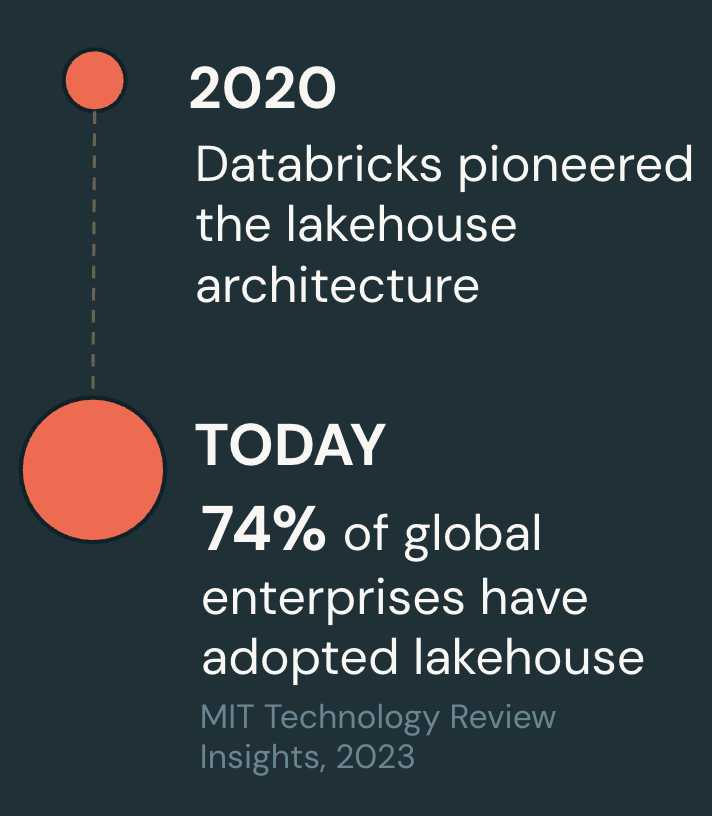 2020
Databricks pioneered
the lakehouse
architecture
TODAY
74% of global
enterprises have
adopted lakehouse
MIT Technology Review
Insights, 2023